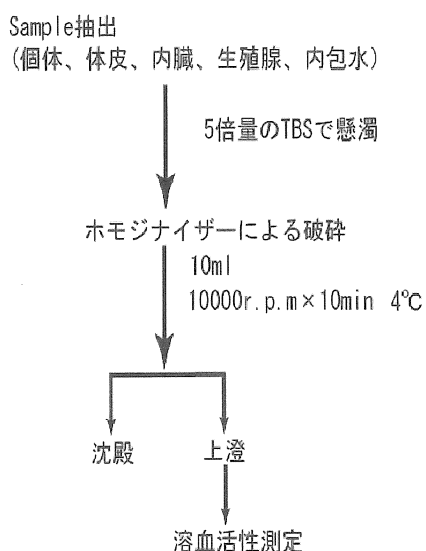 Sample抽出
(個体、体皮、内臓、生殖腺、内包水)
5倍量のTBSで懸濁
ホモジナイザーによる破砕
10ml
10000r.p.m×10min 4℃
沈殿 上澄
溶血活性測定